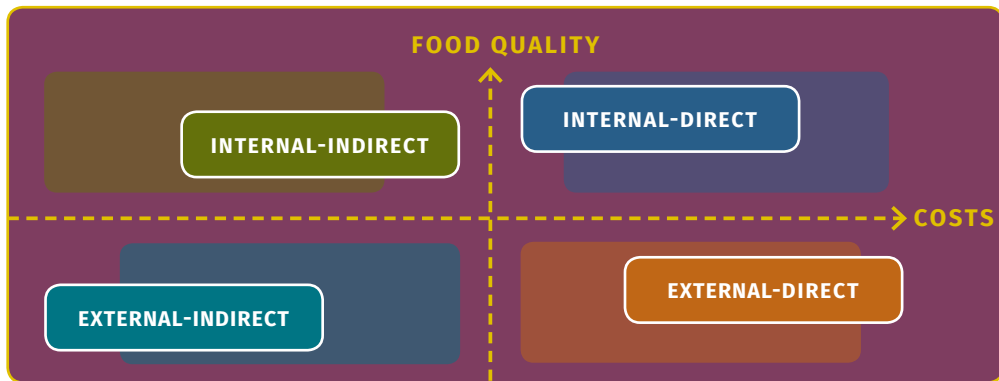 FOOD QUALITY
INTERNAL-DIRECT
INTERNAL-INDIRECT
COSTS
EXTERNAL-DIRECT
EXTERNAL-INDIRECT